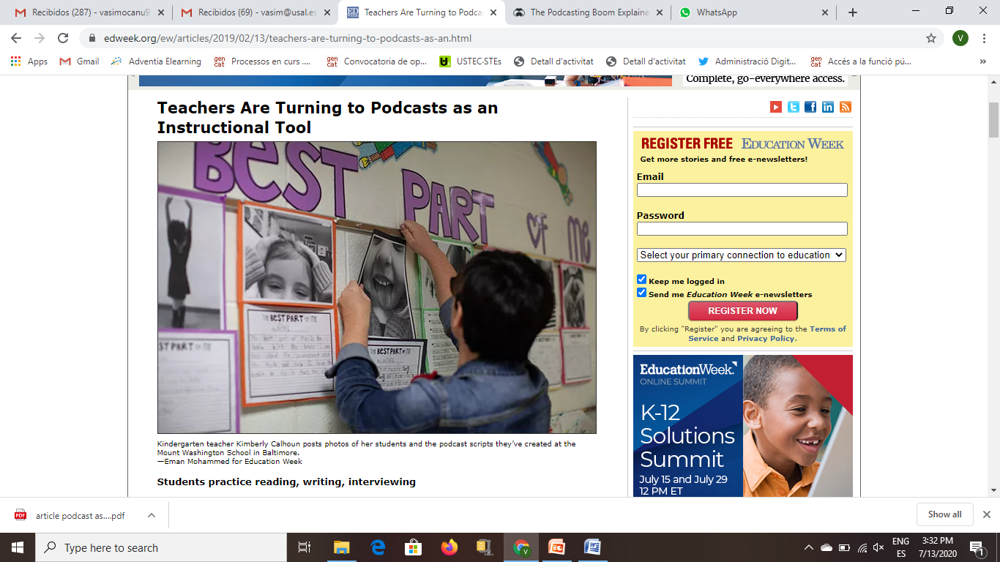 Recibidos (287) - vasimocanu9
Recibidos (69) - vasim@usal.es
Teachers Are Turning to Podca
The Podcasting Boom Explaine
WhatsApp
edweek.org/ew/articles/2019/02/13/teachers-are-turning-to-podcasts-as-an.html
V
Apps
Gmail
Adventia Elearning
Processos en curs ....
Convocatoria de op...
USTEC·STEs
Detall d'activitat
Detall d'activitat
Administració Digit...
Accés a la funció pú...
»
Complete, go-everywhere access.
Teachers Are Turning to Podcasts as an
Instructional Tool
BEST PART OF ME
THE BEST PART OF ME
BEST PART OF ME
THE BEST PART OF ME
Kindergarten teacher Kimberly Calhoun posts photos of her students and the podcast scripts they've created at the
Mount Washington School in Baltimore.
—Eman Mohammed for Education Week
Students practice reading, writing, interviewing
REGISTER FREE EDUCATION WEEK
Get more stories and free e-newsletters!
Email
Password
Select your primary connection to education
Keep me logged in
Send me Education Week e-newsletters
REGISTER NOW
By clicking "Register" you are agreeing to the Terms of
Service and Privacy Policy.
EducationWeek.
ONLINE SUMMIT
K-12
Solutions
Summit
July 15 and July 29
12 PM ET
article podcast as....pdf
Show all
Type here to search
ENG
ES
3:32 PM
7/13/2020
1